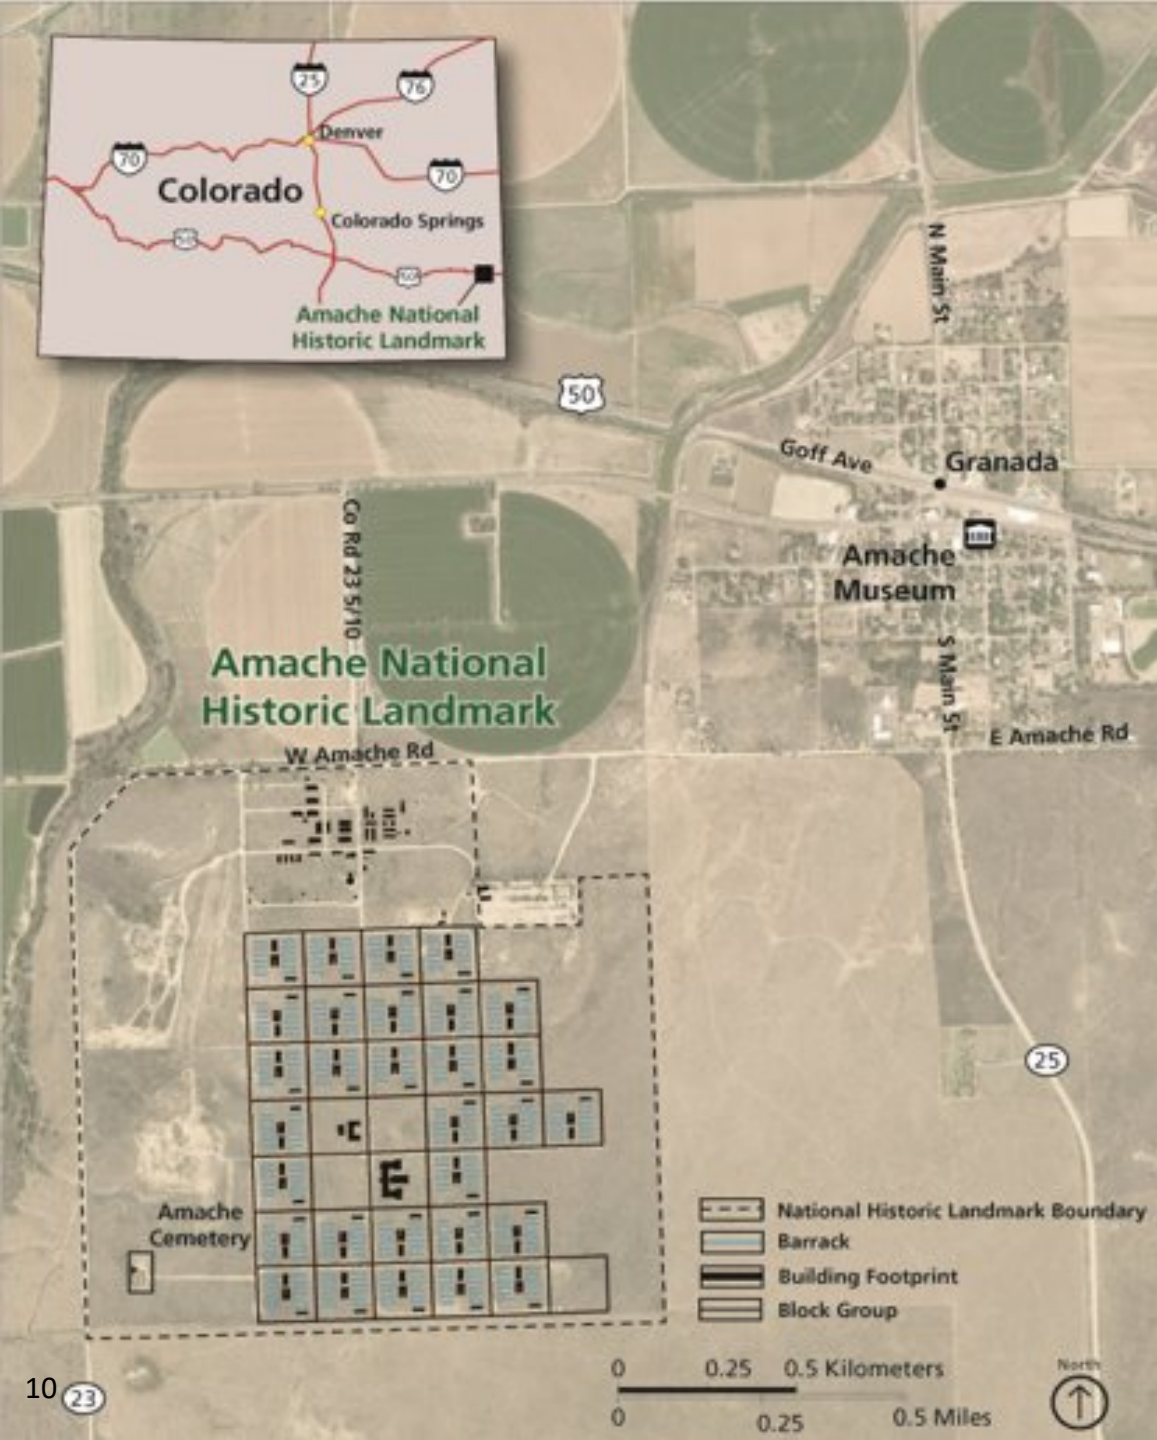 25
76
Denver
70
70
Colorado
Colorado Springs
50
50
Amache National
Historic Landmark
N Main St
50
Goff Ave
Granada
Co Rd 23 5/10
Amache
Museum
Amache National
Historic Landmark
S Main St
W Amache Rd
E Amache Rd
25
Amache
Cemetery
National Historic Landmark Boundary
Barrack
Building Footprint
Block Group
0 0.25 0.5 Kilometers
0 0.25 0.5 Miles
North
10
23